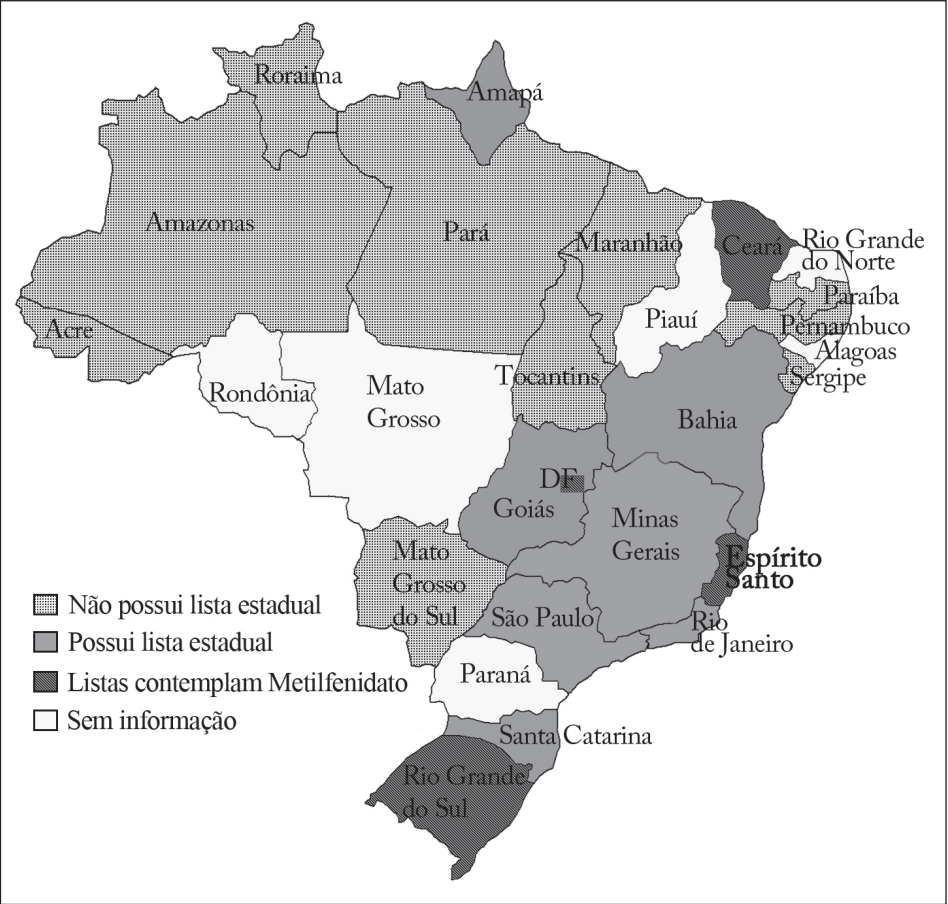 Roraima
Amapá
Amazonas
Pará
Maranhão
Ceará
Rio Grande
do Norte
Paraíba
Acre
Piauí
Pernambuco
Alagoas
Sergipe
Rondônia
Mato
Grosso
Tocantins
Bahia
DF
Goiás
Minas
Gerais
Mato
Grosso
do Sul
Espírito
Santo
São Paulo
Rio
de Janeiro
Paraná
Santa Catarina
Rio Grande
do Sul
Não possui lista estadual
Possui lista estadual
Listas contemplam Metilfenidato
Sem informação